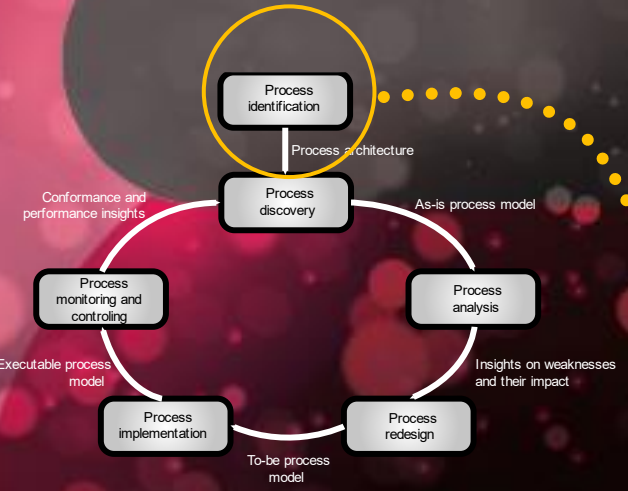 Process
identification
Process architecture
Process
discovery
Conformance and
performance insights
As-is process model
Process
monitoring and
controling
Process
analysis
Executable process
model
Insights on weaknesses
and their impact
Process
implementation
Process
redesign
To-be process
model